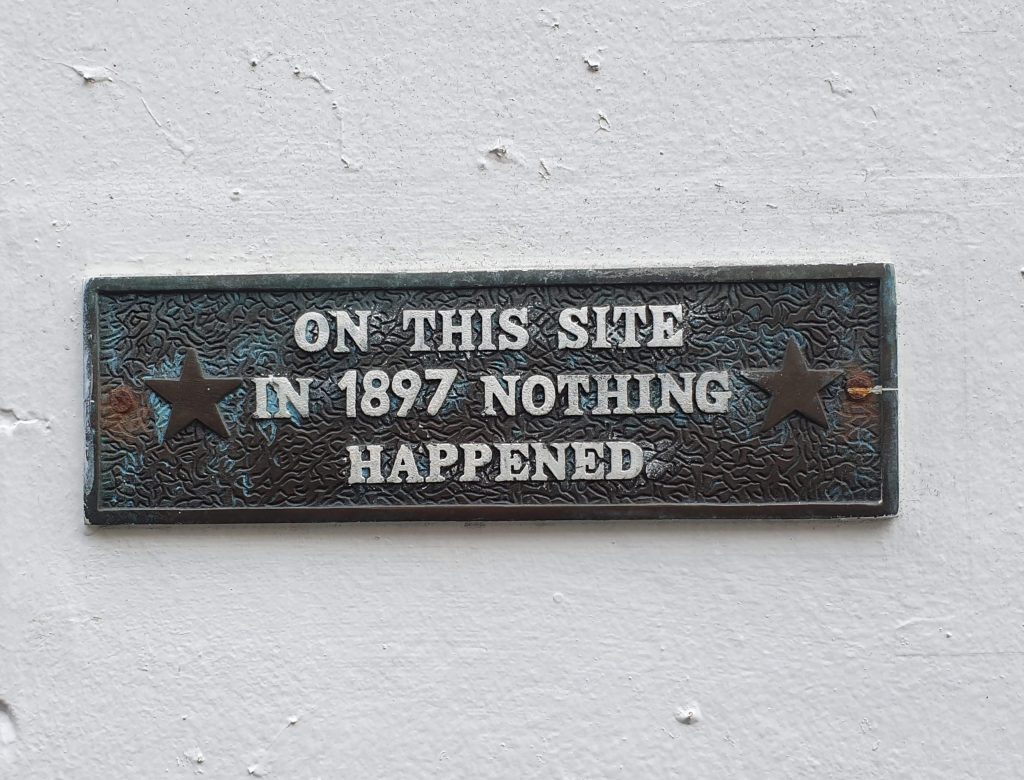 ON THIS SITE
IN 1897 NOTHING
HAPPENED